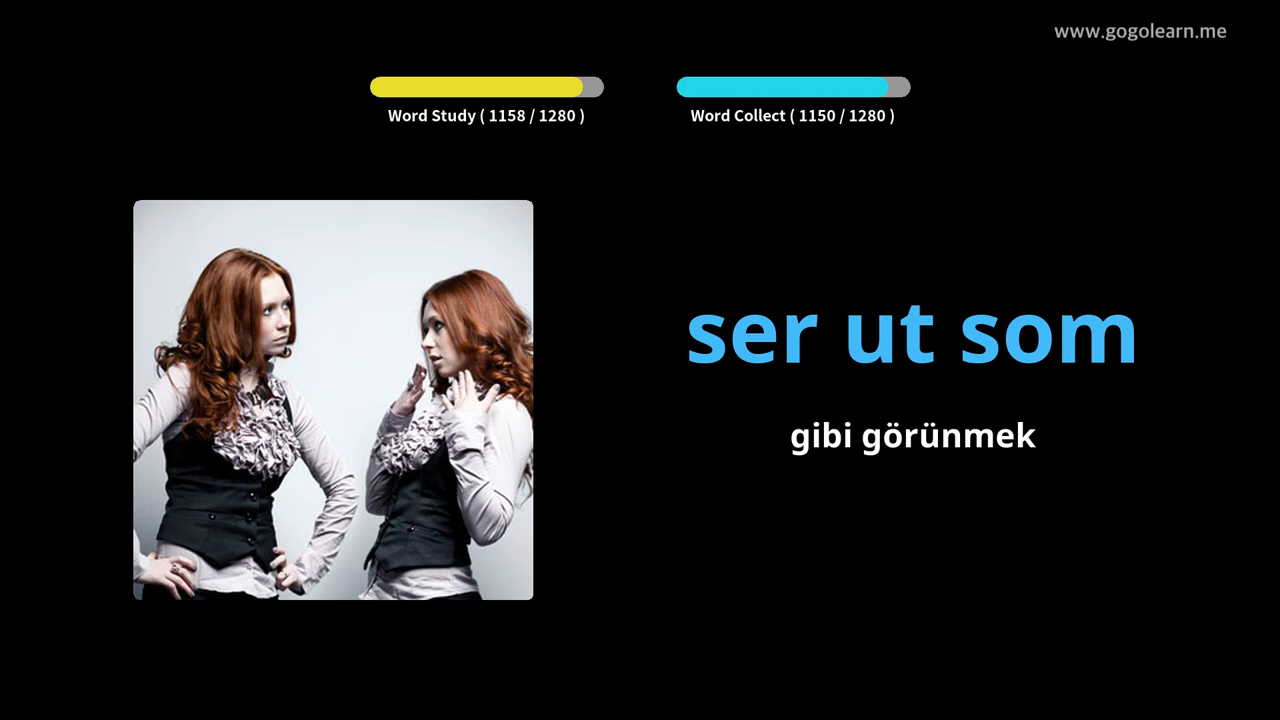 www.gogolearn.me
Word Study ( 1158 / 1280 )
Word Collect ( 1150 / 1280 )
ser ut som
gibi görünmek